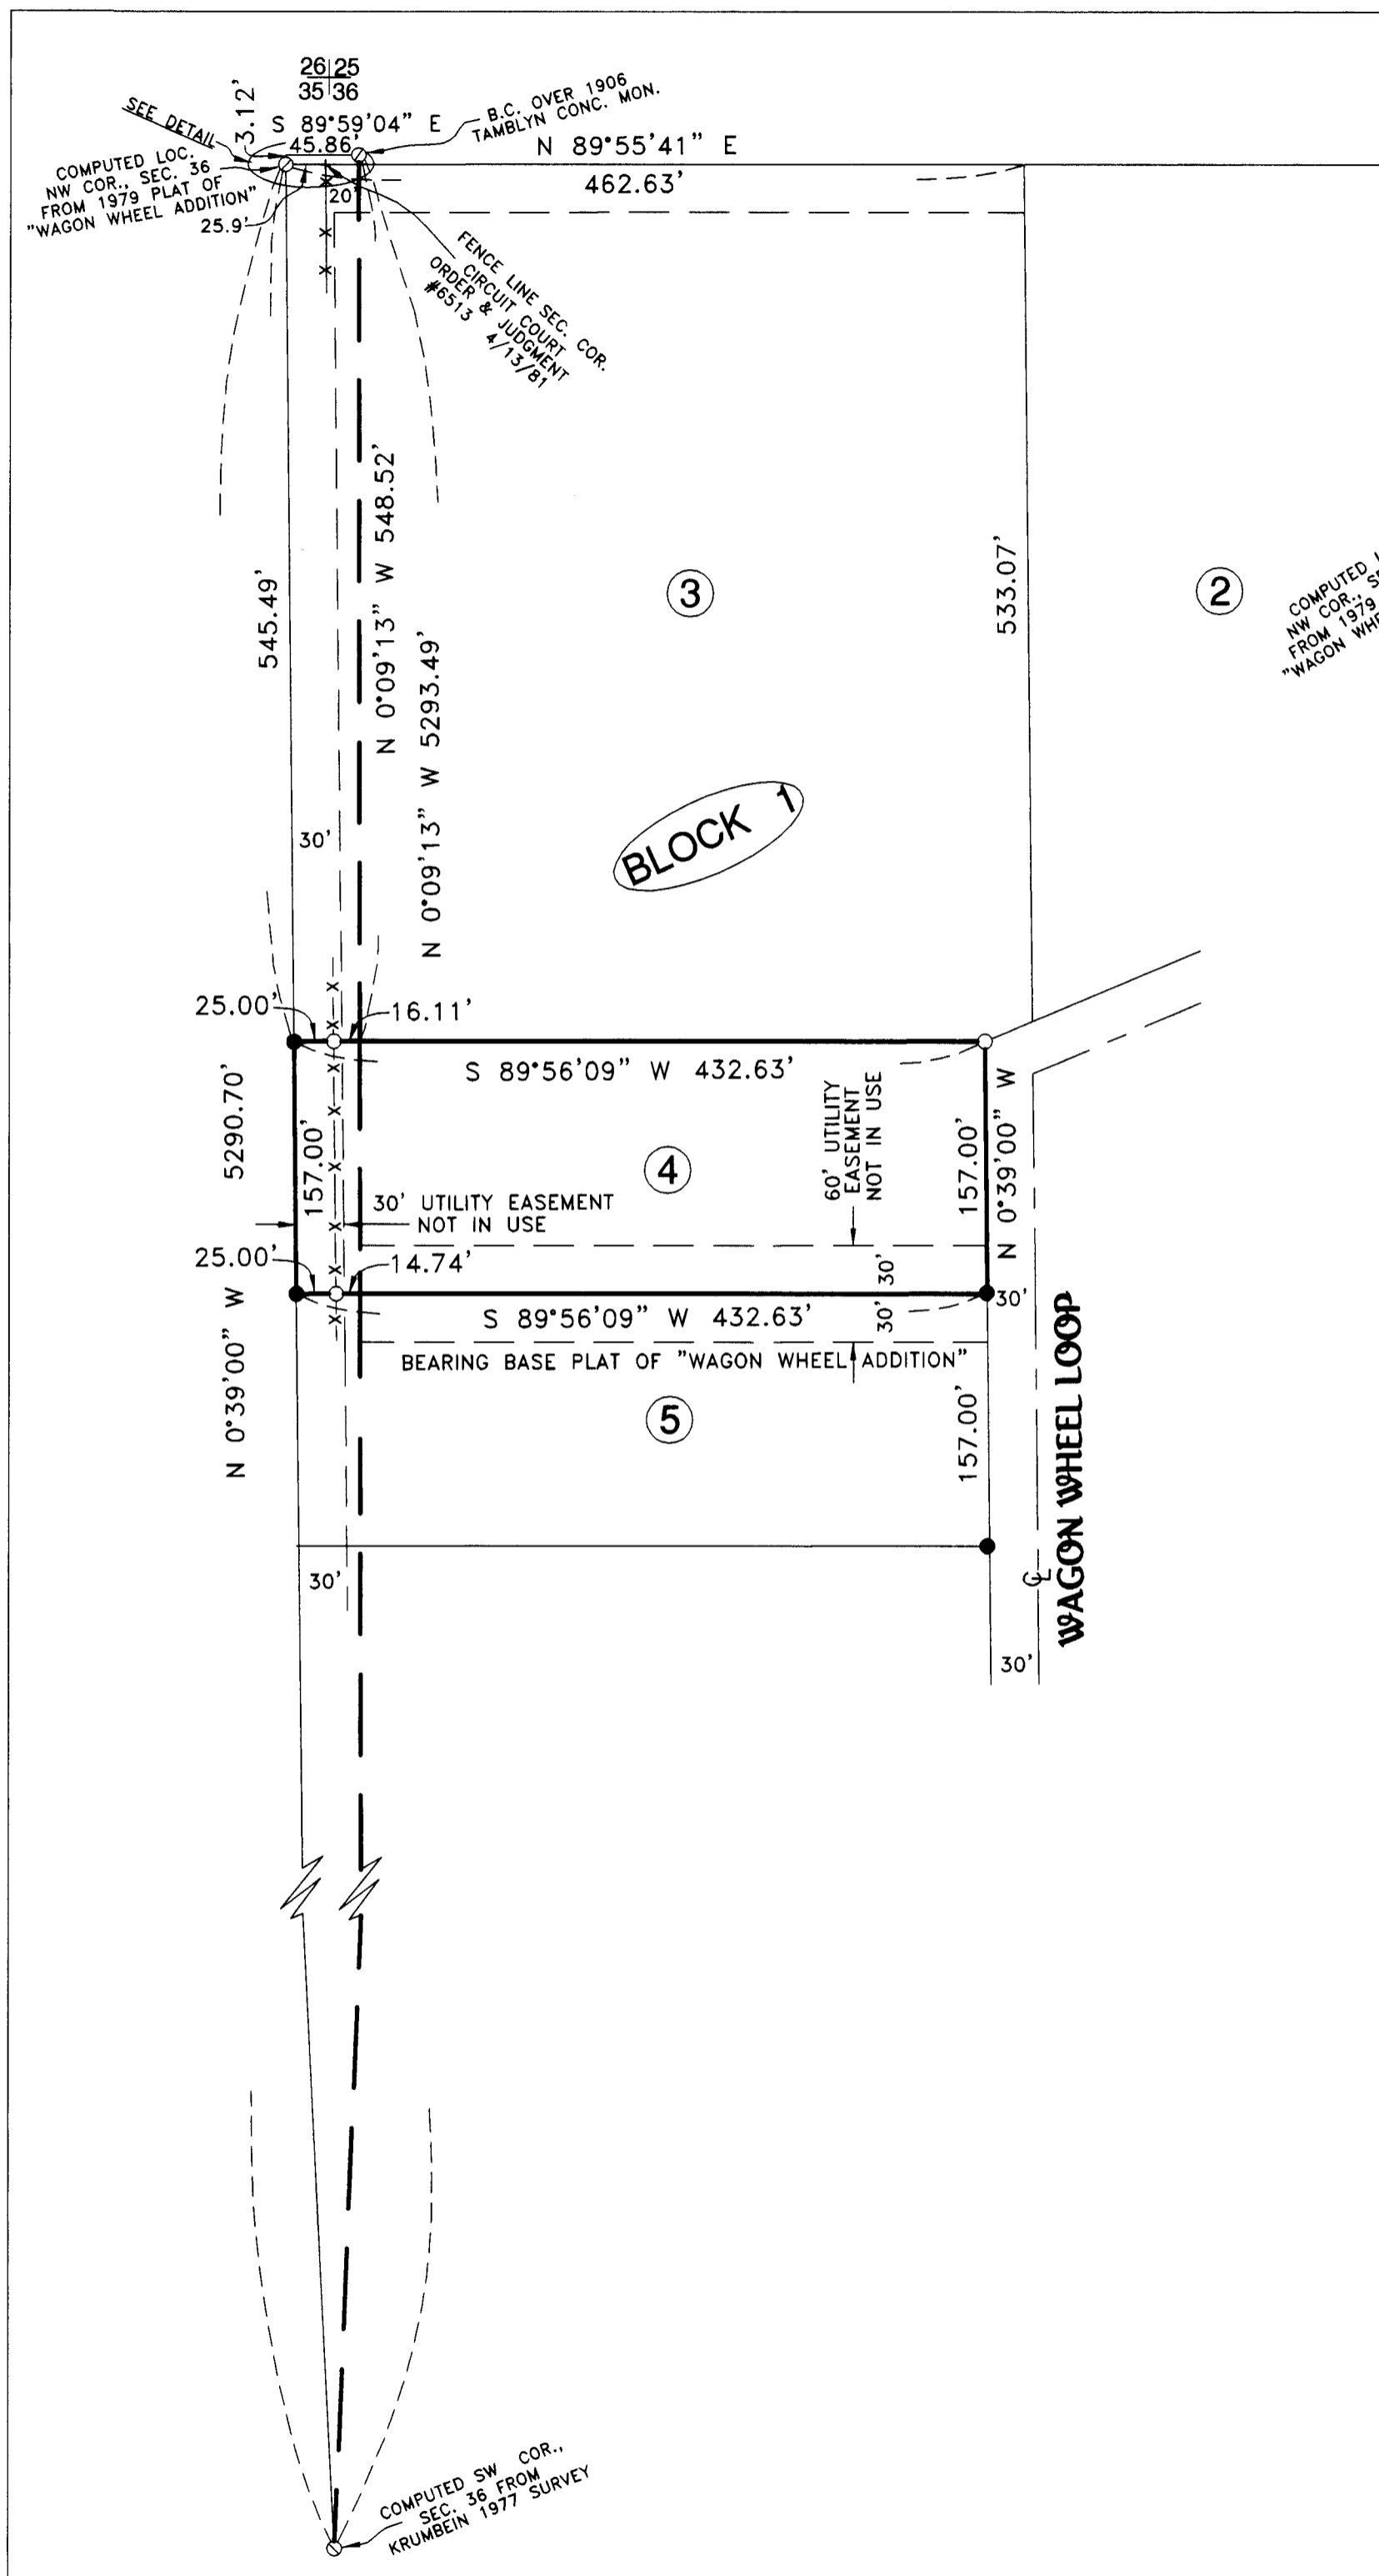 26 25
35 36
SEE DETAIL
3.12'
S 89°59'04" E
45.86'
B.C. OVER 1906
TAMBLYN CONC. MON.
N 89°55'41" E
462.63'
COMPUTED LOC.
NW COR., SEC. 36
FROM 1979 PLAT OF
"WAGON WHEEL ADDITION"
25.9'
20'
FENCE LINE SEC. COR.
CIRCUIT COURT
ORDER & JUDGMENT
#6513 4/13/81
545.49'
N 0°09'13" W 548.52'
N 0°09'13" W 5293.49'
3
533.07'
2
COMPUTED
NW COR.,
FROM 1979
30'
BLOCK 1
25.00'
16.11'
S 89°56'09" W 432.63'
N 0°39'00" W 5290.70'
157.00'
4
60' UTILITY
EASEMENT
NOT IN USE
157.00'
N 0°39'00" W
30' UTILITY EASEMENT
NOT IN USE
25.00'
14.74'
30'
30'
30'
S 89°56'09" W 432.63'
BEARING BASE PLAT OF "WAGON WHEEL ADDITION"
5
157.00'
WAGON WHEEL LOOP
30'
30'
COMPUTED SW COR.,
SEC. 36 FROM
KRUMBEIN 1977 SURVEY